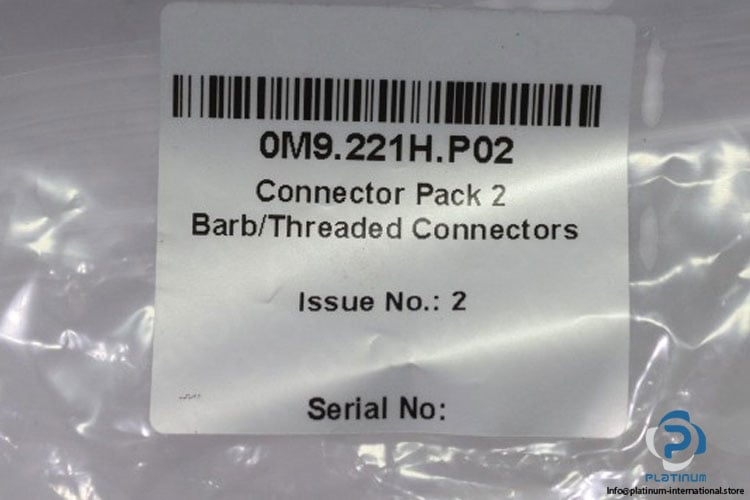 0M9.221H.P02
Connector Pack 2
Barb/Threaded Connectors
Issue No.: 2
Serial No:
PLATINUM
Info@platinum-international.store